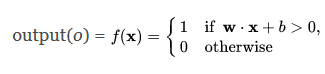 output(o) = f(x) = { 1 if w · x + b > 0,
0 otherwise